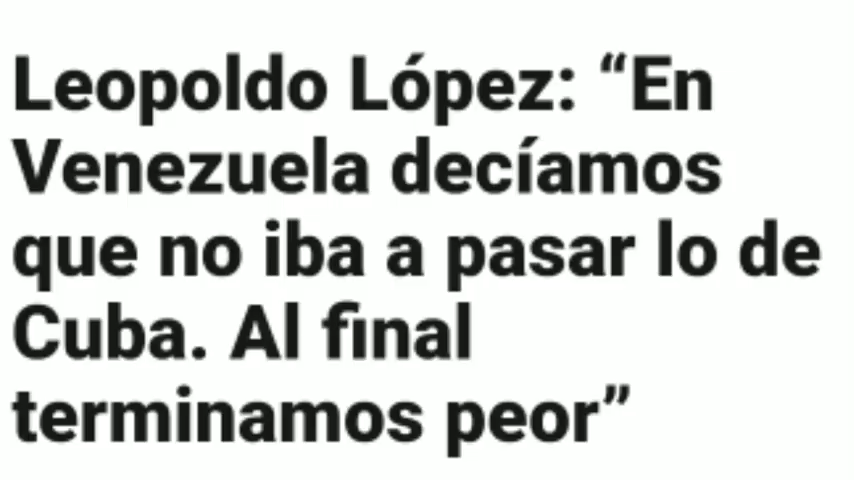 Leopoldo López: “En
Venezuela decíamos
que no iba a pasar lo de
Cuba. Al final
terminamos peor”